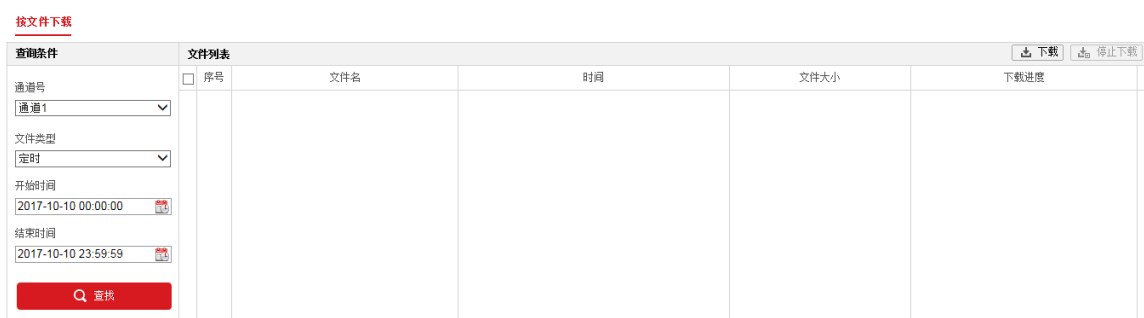 按文件下载
查询条件
文件列表
下载
停止下载
序号
文件名
时间
文件大小
下载进度
通道号
通道1
文件类型
定时
开始时间
2017-10-10 00:00:00
结束时间
2017-10-10 23:59:59
查找